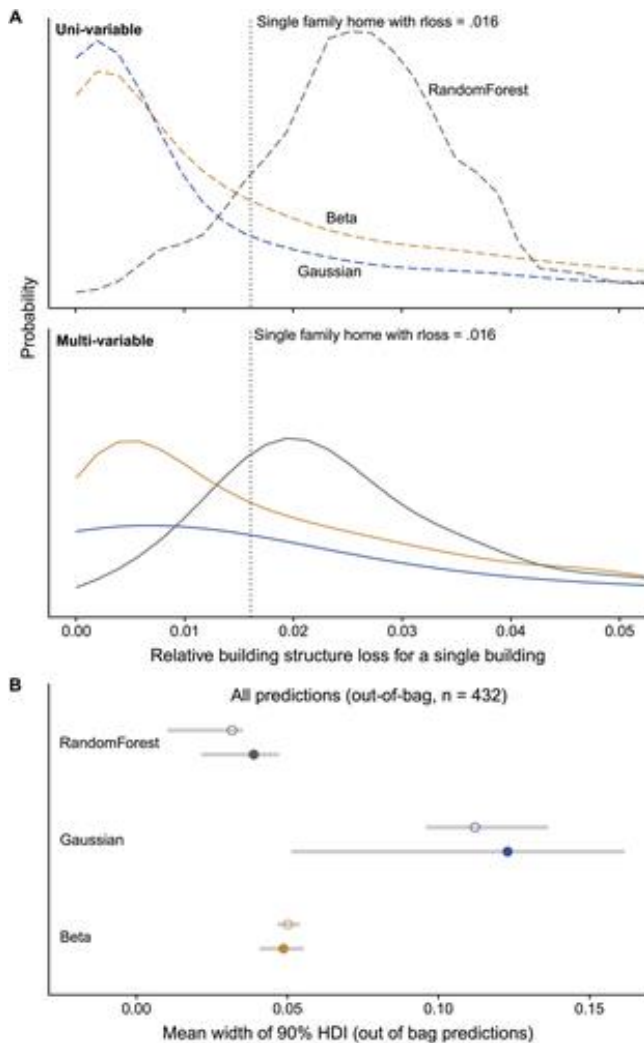 A
Uni-variable
Single family home with rloss = .016
RandomForest
Beta
Gaussian
Probability
Multi-variable
Single family home with rloss = .016
0.00 0.01 0.02 0.03 0.04 0.05
Relative building structure loss for a single building
B
All predictions (out-of-bag, n = 432)
RandomForest
Gaussian
Beta
0.00 0.05 0.10 0.15
Mean width of 90% HDI (out of bag predictions)